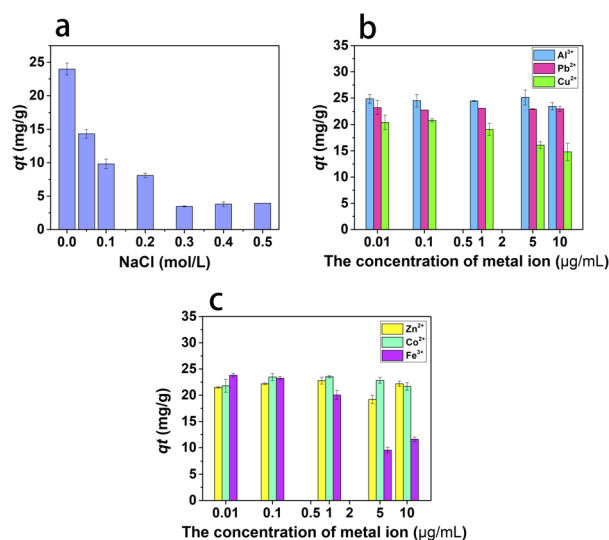 a
25
20
15
10
5
0
qt (mg/g)
0.0 0.1 0.2 0.3 0.4 0.5
NaCl (mol/L)
b
35
30
25
20
15
10
5
0
qt (mg/g)
Al³⁺
Pb²⁺
Cu²⁺
0.01 0.1 0.5 1 2 5 10
The concentration of metal ion (μg/mL)
c
35
30
25
20
15
10
5
0
qt (mg/g)
Zn²⁺
Co²⁺
Fe³⁺
0.01 0.1 0.5 1 2 5 10
The concentration of metal ion (μg/mL)